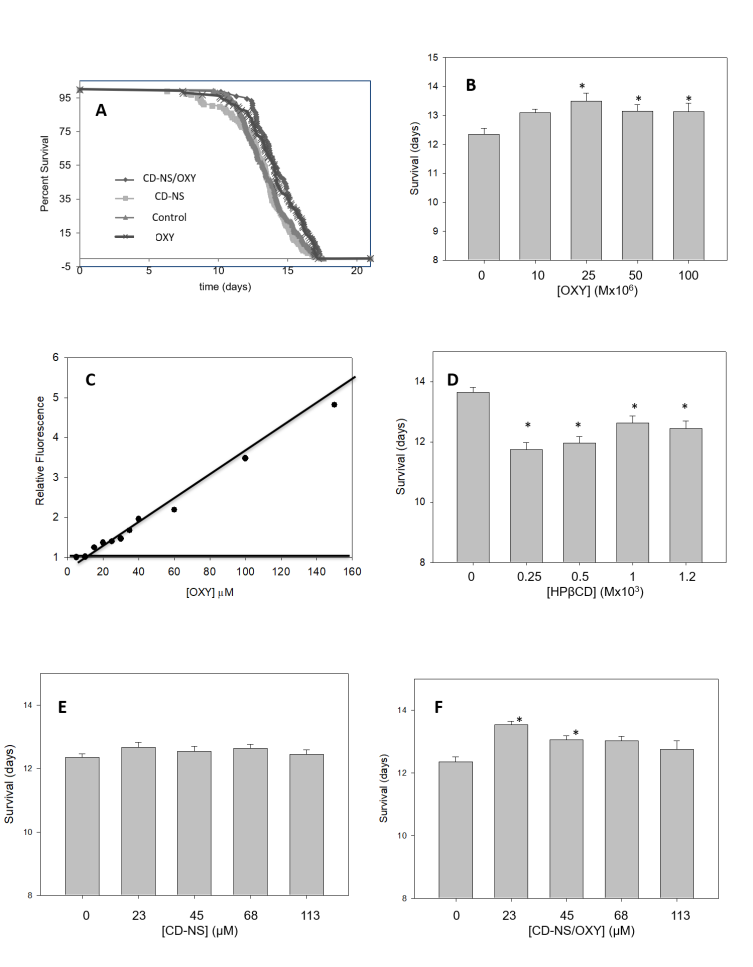 A
Percent Survival
95
75
55
35
15
-5
CD-NS/OXY
CD-NS
Control
OXY
0 5 10 15 20
time (days)
B
Survival (days)
15
14
13
12
11
10
9
8
* * *
0 10 25 50 100
[OXY] (Mx10⁶)
C
Relative Fluorescence
6
5
4
3
2
1
0 20 40 60 80 100 120 140 160
[OXY] μM
D
Survival (days)
14
12
10
8
* * * *
0 0.25 0.5 1 1.2
[HPβCD] (Mx10³)
E
Survival (days)
14
12
10
8
0 23 45 68 113
[CD-NS] (μM)
F
Survival (days)
14
12
10
8
* *
0 23 45 68 113
[CD-NS/OXY] (μM)